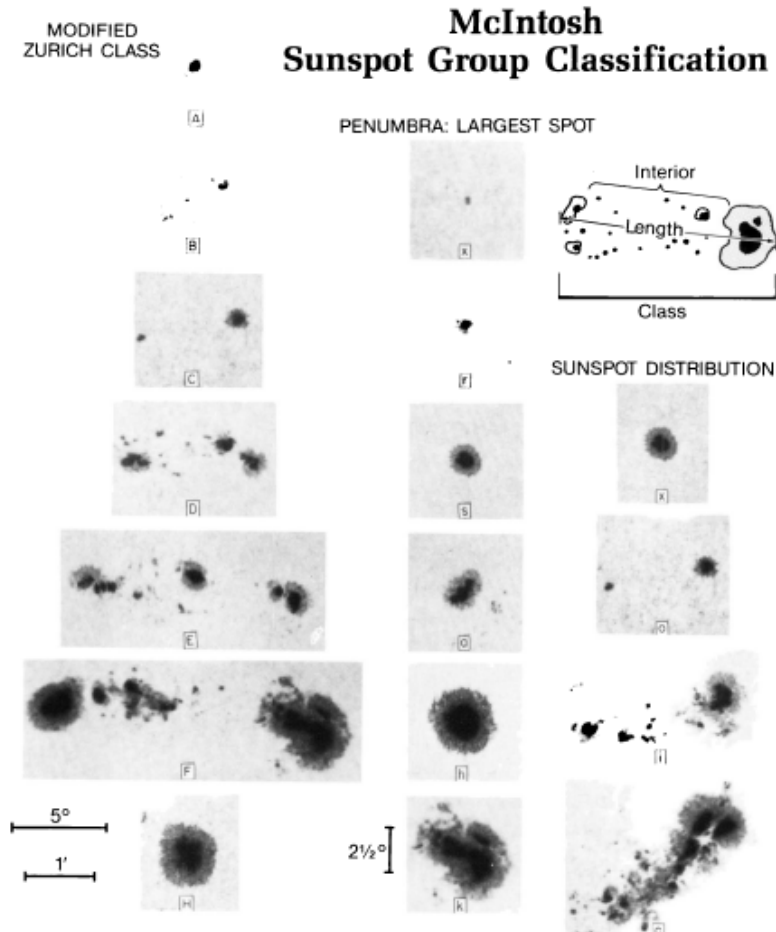 McIntosh
Sunspot Group Classification
MODIFIED
ZURICH CLASS
A
B
C
D
E
F
H
5°
1'
PENUMBRA: LARGEST SPOT
x
r
s
a
h
k
2½°
Interior
Length
Class
SUNSPOT DISTRIBUTION
x
o
i